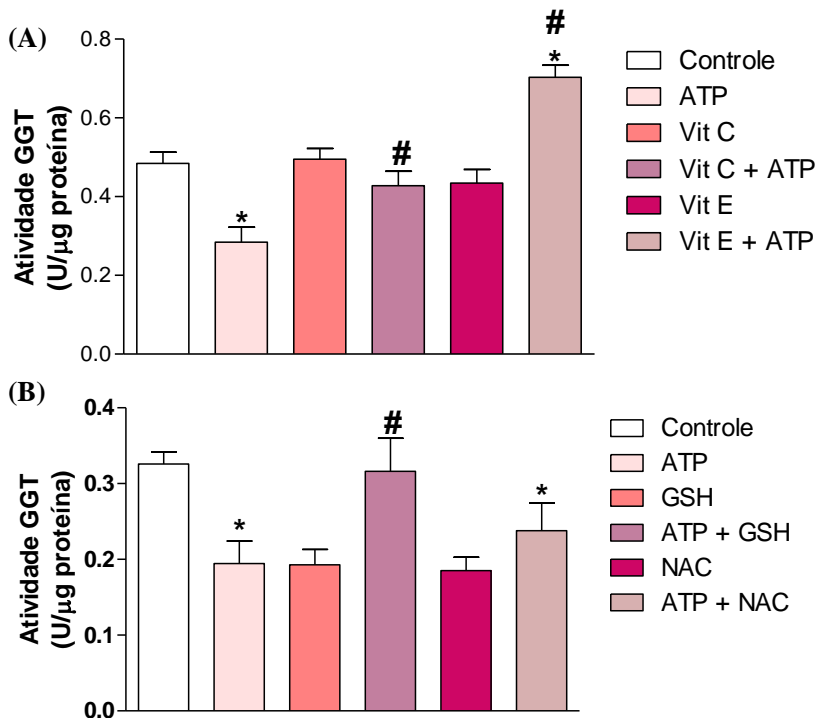 (A)
Atividade GGT
(U/µg proteína)
0.8
0.6
0.4
0.2
0.0
*
#
#
*
Controle
ATP
Vit C
Vit C + ATP
Vit E
Vit E + ATP
(B)
Atividade GGT
(U/µg proteína)
0.4
0.3
0.2
0.1
0.0
*
#
*
Controle
ATP
GSH
ATP + GSH
NAC
ATP + NAC